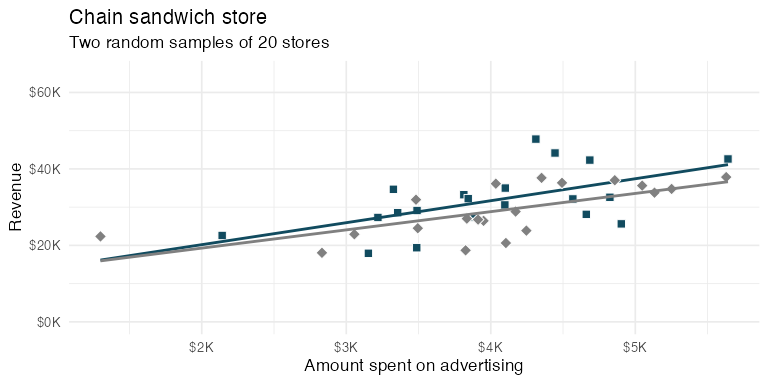 Chain sandwich store
Two random samples of 20 stores
$60K
$40K
$20K
$0K
Revenue
$2K $3K $4K $5K
Amount spent on advertising